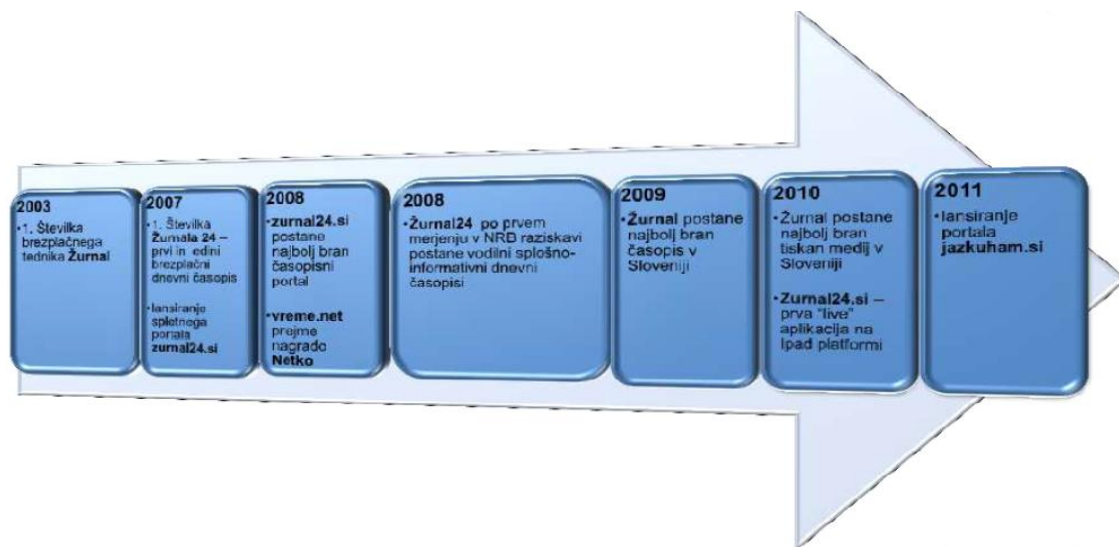 2003
•1. Številka
brezplačnega
tednika Žurnal
2007
•1. Številka
Žurnala 24 –
prvi in edini
brezplačni
dnevni časopis
•lansiranje
spletnega
portala
zurnal24.si
2008
•zurnal24.si
postane
najbolj bran
časopisni
portal
•vreme.net
prejme
nagrado
Netko
2008
•Žurnal24 po prvem
merjenju v NRB raziskavi
postane vodilni splošno-
informativni dnevni
časopisi
2009
•Žurnal postane
najbolj bran
časopis v
Sloveniji
2010
•Žurnal postane
najbolj bran
tiskan medij v
Sloveniji
•Zurnal24.si –
prva "live"
aplikacija na
Ipad platformi
2011
•lansiranje
portala
jazkuham.si